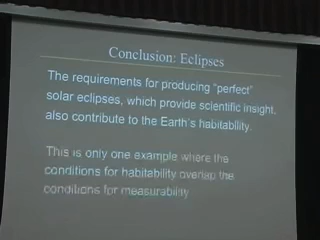 Conclusion: Eclipses
The requirements for producing "perfect"
solar eclipses, which provide scientific insight,
also contribute to the Earth's habitability.
This is only one example where the
conditions for habitability overlap the
conditions for measurability